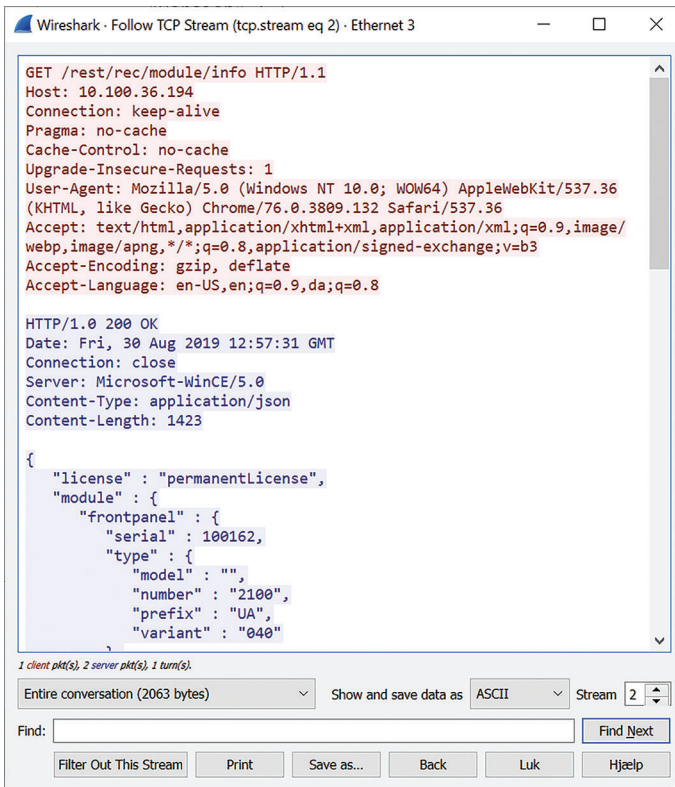 Wireshark · Follow TCP Stream (tcp.stream eq 2) · Ethernet 3
GET /rest/rec/module/info HTTP/1.1
Host: 10.100.36.194
Connection: keep-alive
Pragma: no-cache
Cache-Control: no-cache
Upgrade-Insecure-Requests: 1
User-Agent: Mozilla/5.0 (Windows NT 10.0; WOW64) AppleWebKit/537.36
(KHTML, like Gecko) Chrome/76.0.3809.132 Safari/537.36
Accept: text/html,application/xhtml+xml,application/xml;q=0.9,image/
webp,image/apng,*/*;q=0.8,application/signed-exchange;v=b3
Accept-Encoding: gzip, deflate
Accept-Language: en-US,en;q=0.9,da;q=0.8
HTTP/1.0 200 OK
Date: Fri, 30 Aug 2019 12:57:31 GMT
Connection: close
Server: Microsoft-WinCE/5.0
Content-Type: application/json
Content-Length: 1423
{
"license" : "permanentLicense",
"module" : {
"frontpanel" : {
"serial" : 100162,
"type" : {
"model" : "",
"number" : "2100",
"prefix" : "UA",
"variant" : "040"
1 client pkt(s), 2 server pkt(s), 1 turn(s).
Entire conversation (2063 bytes)
Show and save data as ASCII
Stream 2
Find:
Find Next
Filter Out This Stream
Print
Save as...
Back
Luk
Hjælp